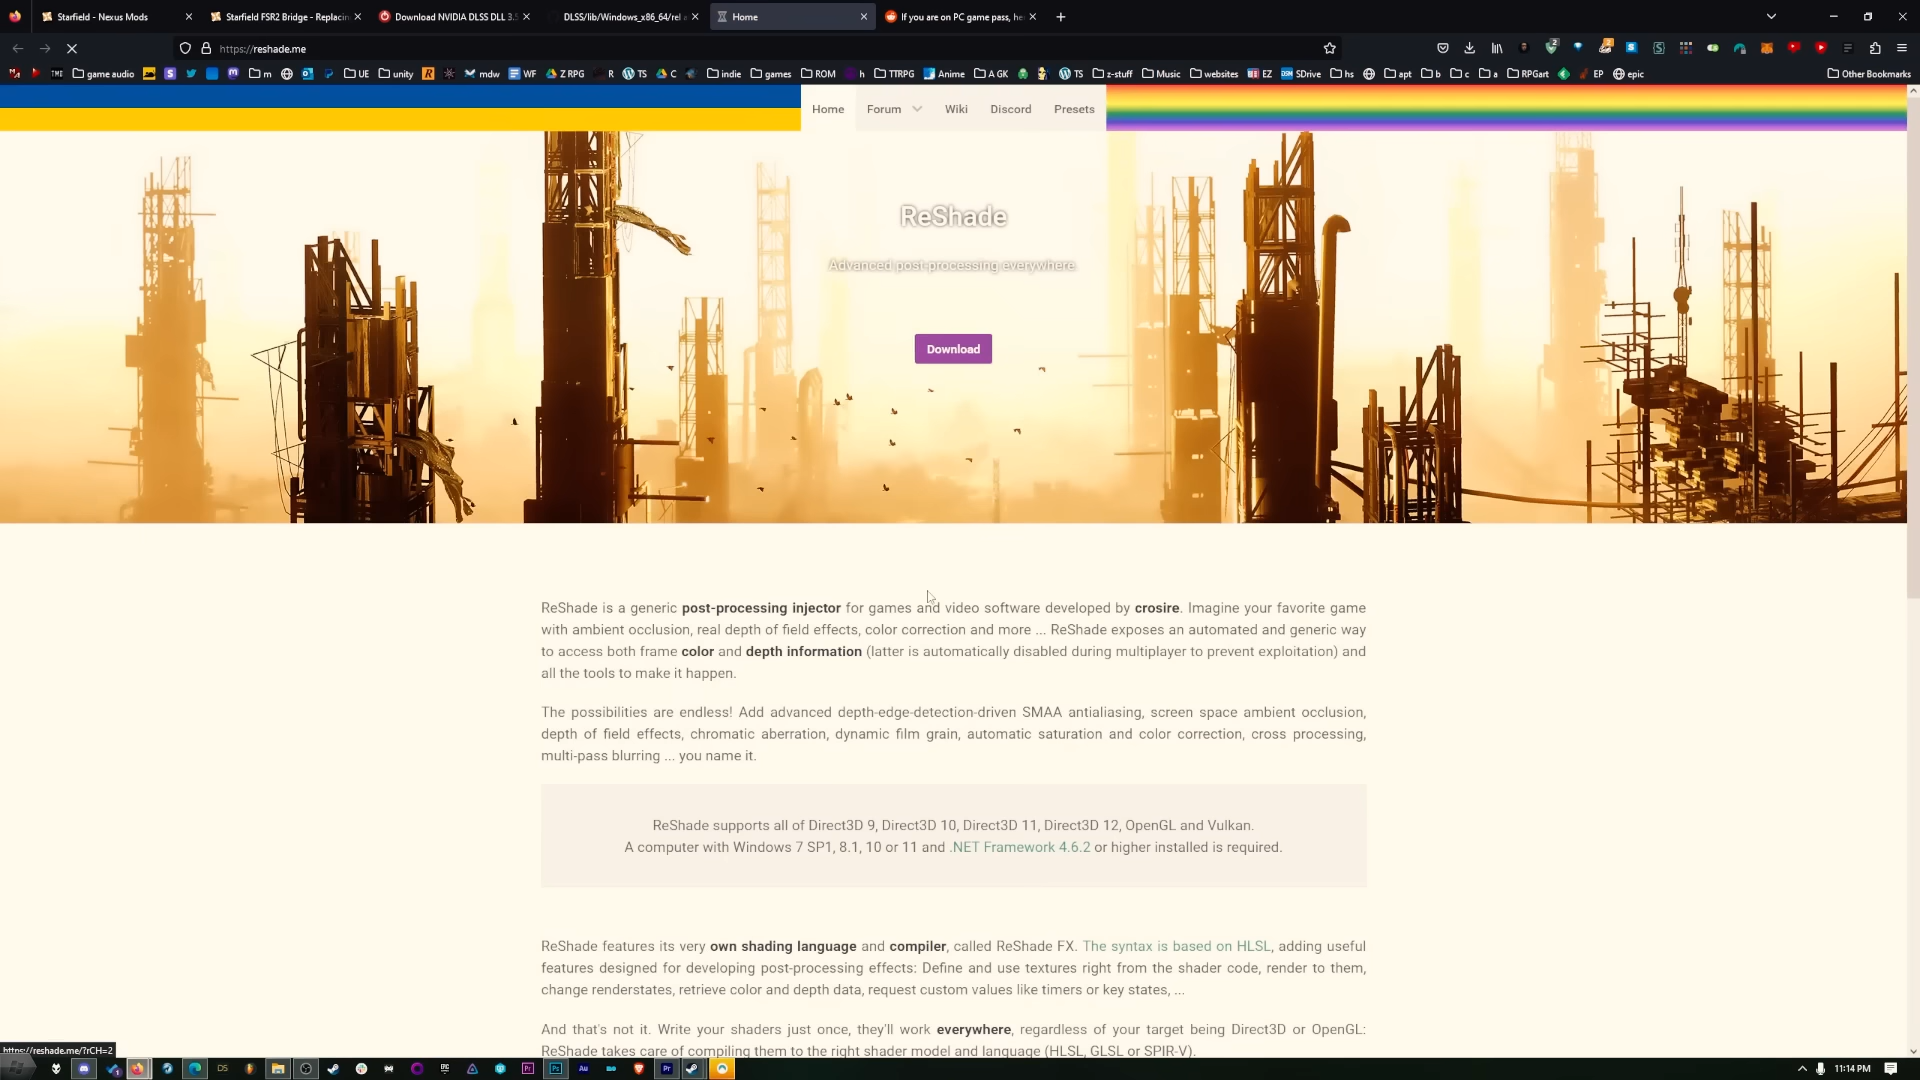 Starfield - Nexus Mods
Starfield FSR2 Bridge - Replacin
Download NVIDIA DLSS DLL 3.5
DLSS/lib/Windows_x86_64/rel a
Home
If you are on PC game pass, he
https://reshade.me
game audio
m
UE
unity
mdw
WF
Z RPG
R
TS
C
indie
games
ROM
h
TTRPG
Anime
A GK
TS
z-stuff
Music
websites
EZ
SDrive
hs
apt
b
c
a
RPGart
EP
epic
Other Bookmarks
Home
Forum
Wiki
Discord
Presets
ReShade
Advanced post-processing everywhere.
Download
ReShade is a generic post-processing injector for games and video software developed by crosire. Imagine your favorite game
with ambient occlusion, real depth of field effects, color correction and more ... ReShade exposes an automated and generic way
to access both frame color and depth information (latter is automatically disabled during multiplayer to prevent exploitation) and
all the tools to make it happen.
The possibilities are endless! Add advanced depth-edge-detection-driven SMAA antialiasing, screen space ambient occlusion,
depth of field effects, chromatic aberration, dynamic film grain, automatic saturation and color correction, cross processing,
multi-pass blurring ... you name it.
ReShade supports all of Direct3D 9, Direct3D 10, Direct3D 11, Direct3D 12, OpenGL and Vulkan.
A computer with Windows 7 SP1, 8.1, 10 or 11 and .NET Framework 4.6.2 or higher installed is required.
ReShade features its very own shading language and compiler, called ReShade FX. The syntax is based on HLSL, adding useful
features designed for developing post-processing effects: Define and use textures right from the shader code, render to them,
change renderstates, retrieve color and depth data, request custom values like timers or key states, ...
And that's not it. Write your shaders just once, they'll work everywhere, regardless of your target being Direct3D or OpenGL:
ReShade takes care of compiling them to the right shader model and language (HLSL, GLSL or SPIR-V).
https://reshade.me/?rCH=2
11:14 PM